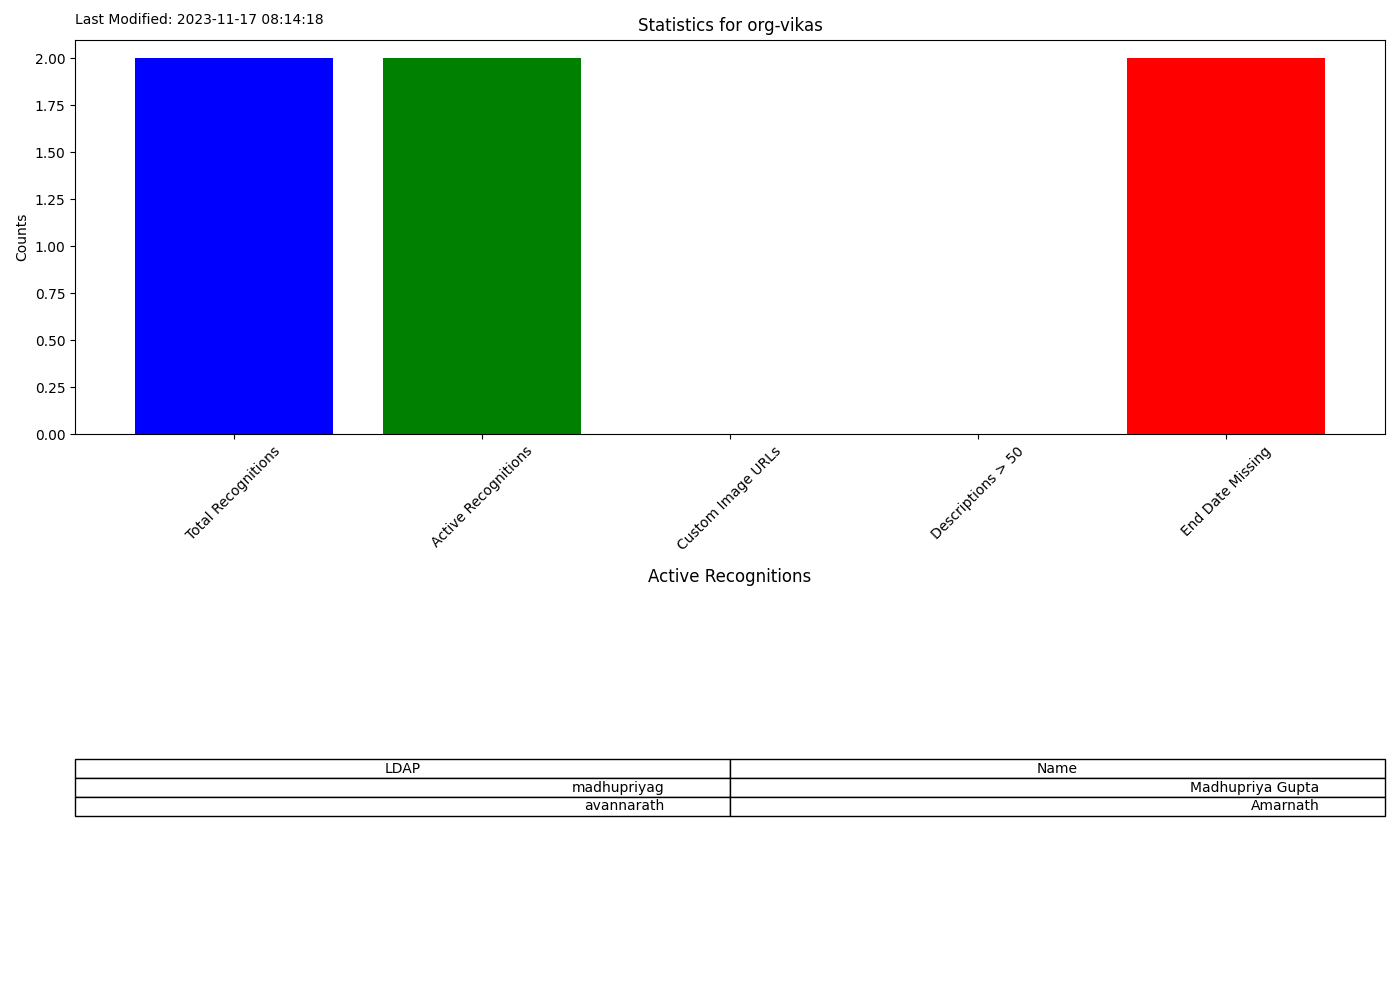 Last Modified: 2023-11-17 08:14:18
Statistics for org-vikas
2.00
1.75
1.50
1.25
1.00
0.75
0.50
0.25
0.00
Counts
Total Recognitions
Active Recognitions
Custom Image URLs
Descriptions > 50
End Date Missing
Active Recognitions
LDAP Name
madhupriyag Madhupriya Gupta
avannarath Amarnath